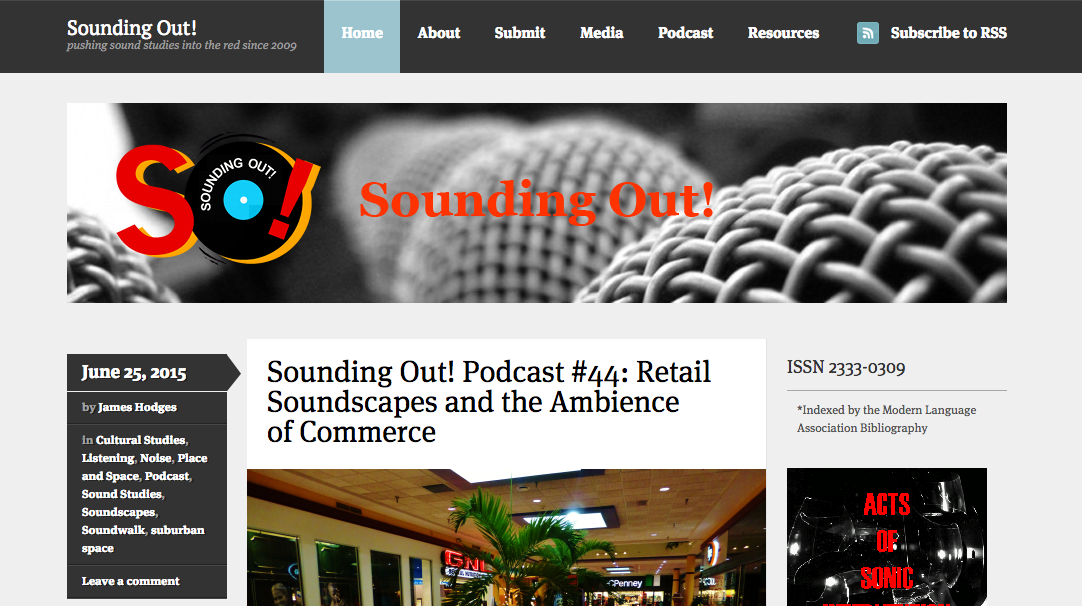 Sounding Out!
pushing sound studies into the red since 2009
Home
About
Submit
Media
Podcast
Resources
Subscribe to RSS
SO!
SOUNDING OUT!
Sounding Out!
June 25, 2015
by James Hodges
in Cultural Studies,
Listening, Noise, Place
and Space, Podcast,
Sound Studies,
Soundscapes,
Soundwalk, suburban
space
Leave a comment
Sounding Out! Podcast #44: Retail
Soundscapes and the Ambience
of Commerce
GNC
JCPenney
ISSN 2333-0309
*Indexed by the Modern Language
Association Bibliography
ACTS
OF
SONIC